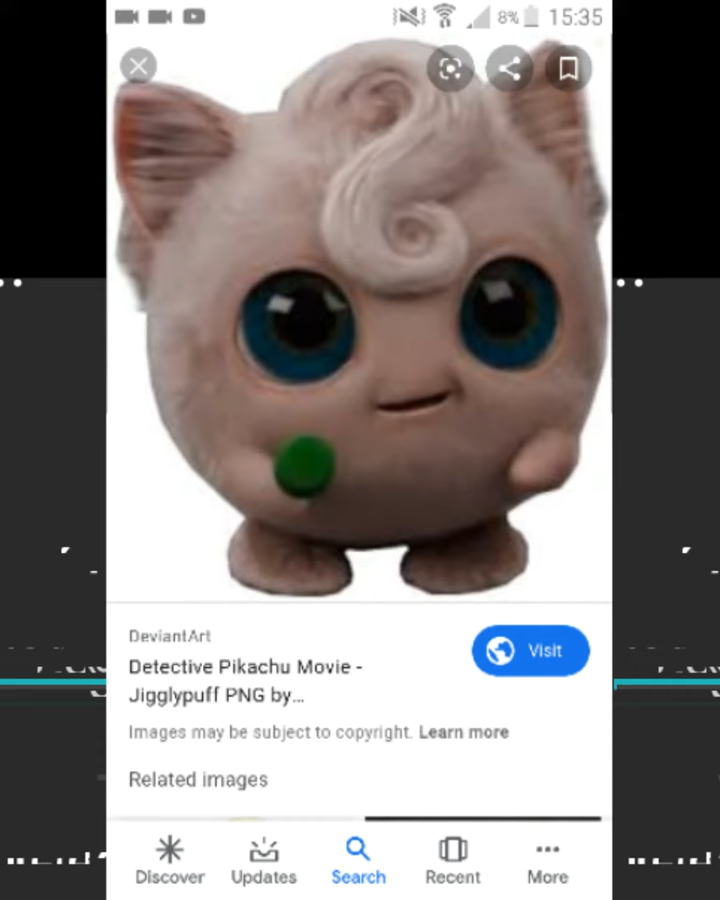 8% 15:35
DeviantArt
Detective Pikachu Movie -
Jigglypuff PNG by…
Visit
Images may be subject to copyright. Learn more
Related images
Discover Updates Search Recent More